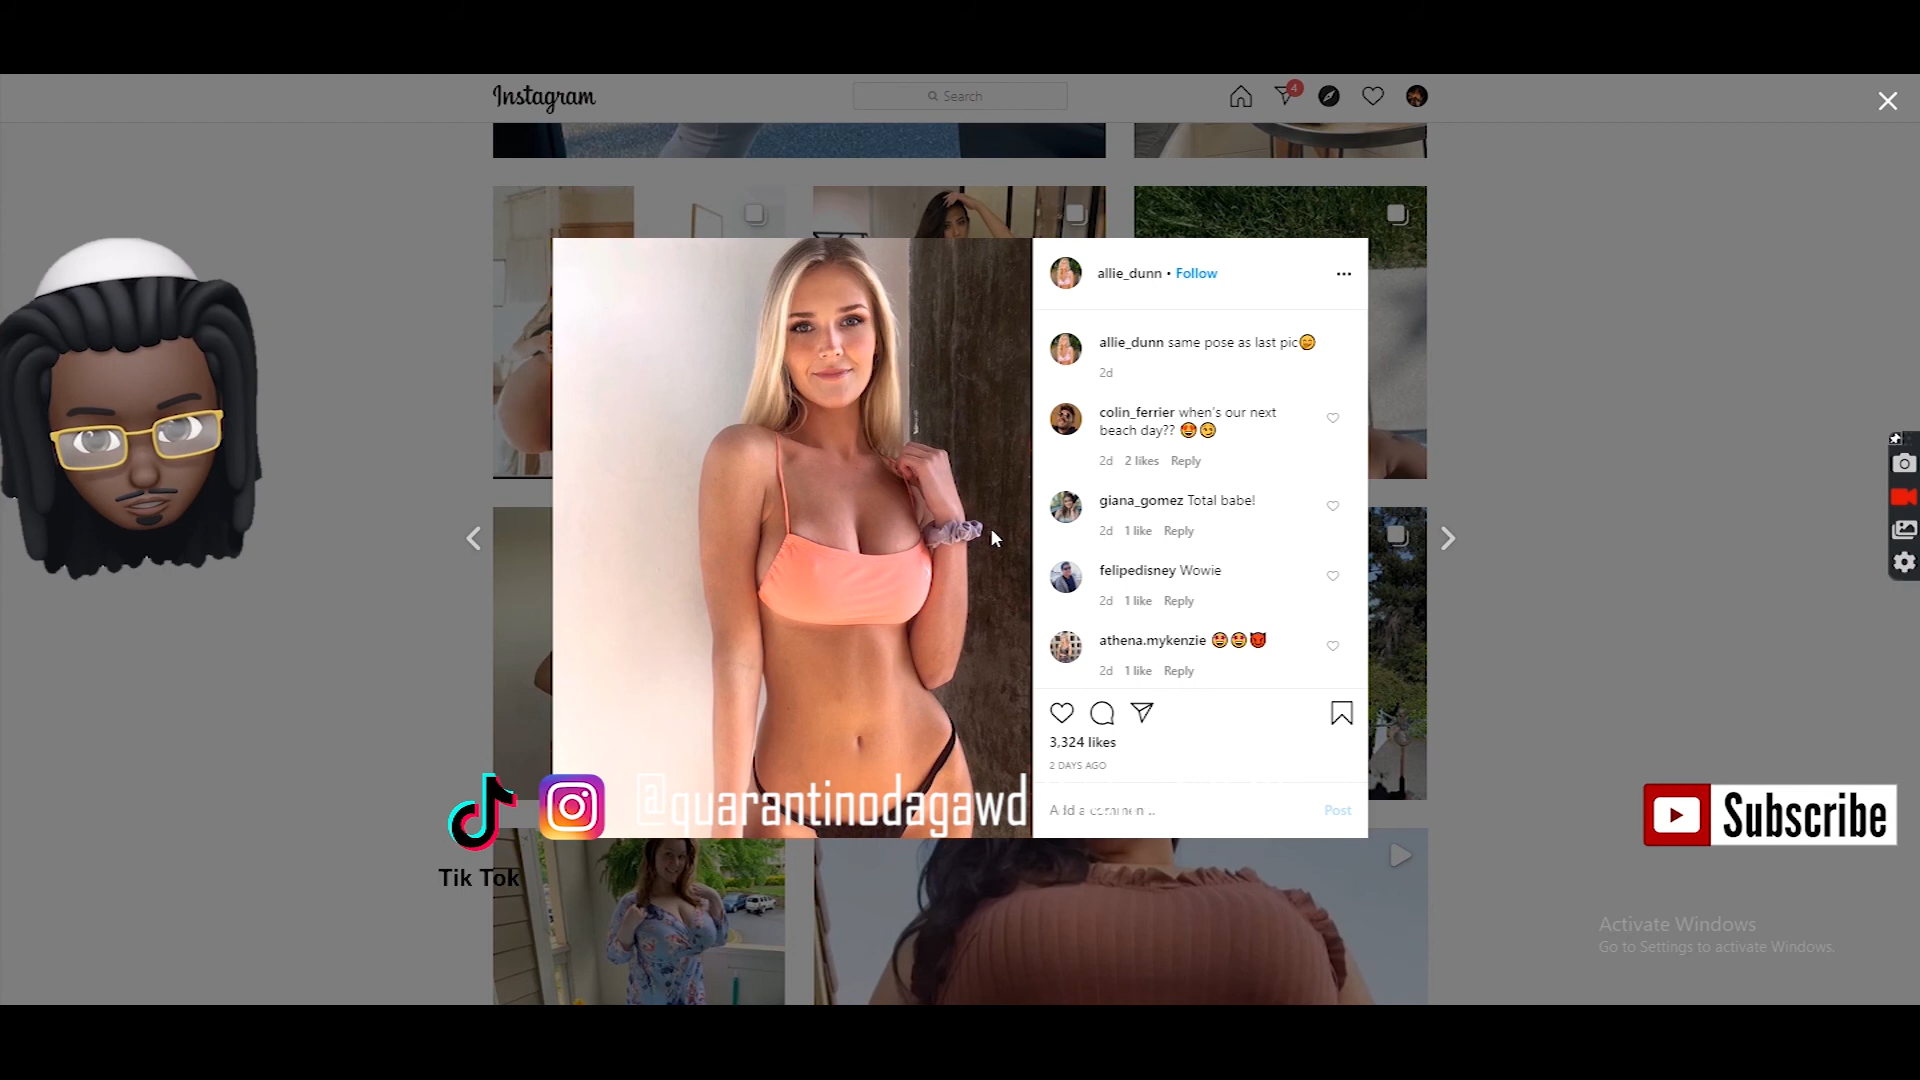 Instagram
Search
4
allie_dunn • Follow
allie_dunn same pose as last pic😊
2d
colin_ferrier when's our next
beach day?? 😍😏
2d 2 likes Reply
giana_gomez Total babe!
2d 1 like Reply
felipedisney Wowie
2d 1 like Reply
athena.mykenzie 🤩🤩😈
2d 1 like Reply
3,324 likes
2 DAYS AGO
@quarantinodagawd
Add a comment...
Post
Tik Tok
Subscribe
Activate Windows
Go to Settings to activate Windows.